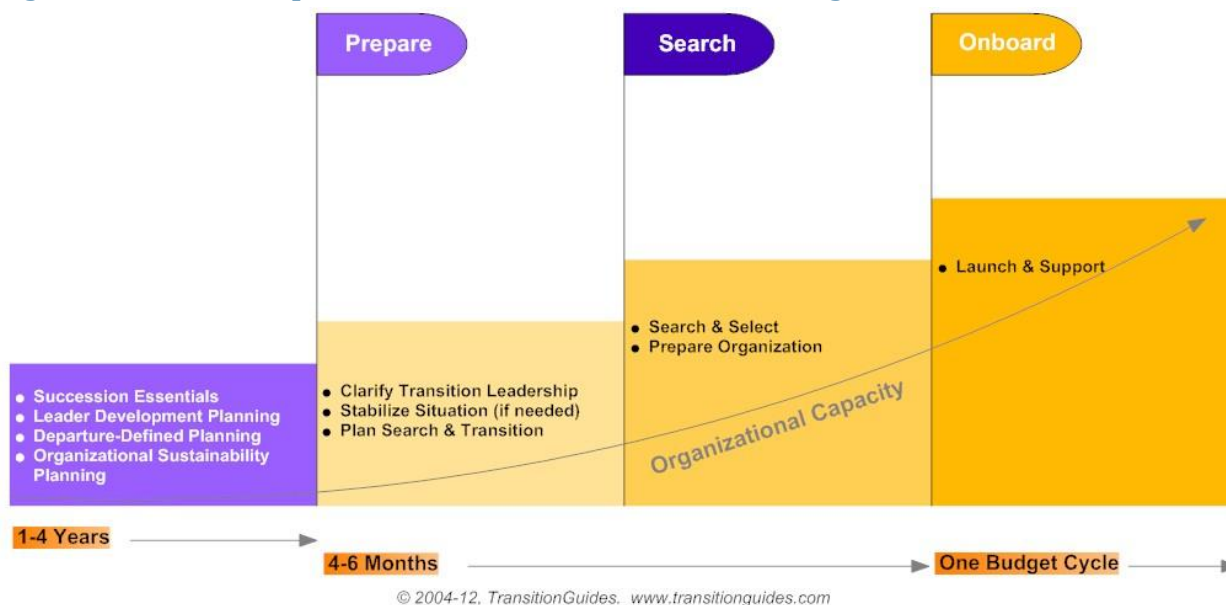 Prepare
Search
Onboard
● Succession Essentials
● Leader Development Planning
● Departure-Defined Planning
● Organizational Sustainability
Planning
● Clarify Transition Leadership
● Stabilize Situation (if needed)
● Plan Search & Transition
● Search & Select
● Prepare Organization
● Launch & Support
Organizational Capacity
1-4 Years
4-6 Months
One Budget Cycle
© 2004-12, TransitionGuides. www.transitionguides.com